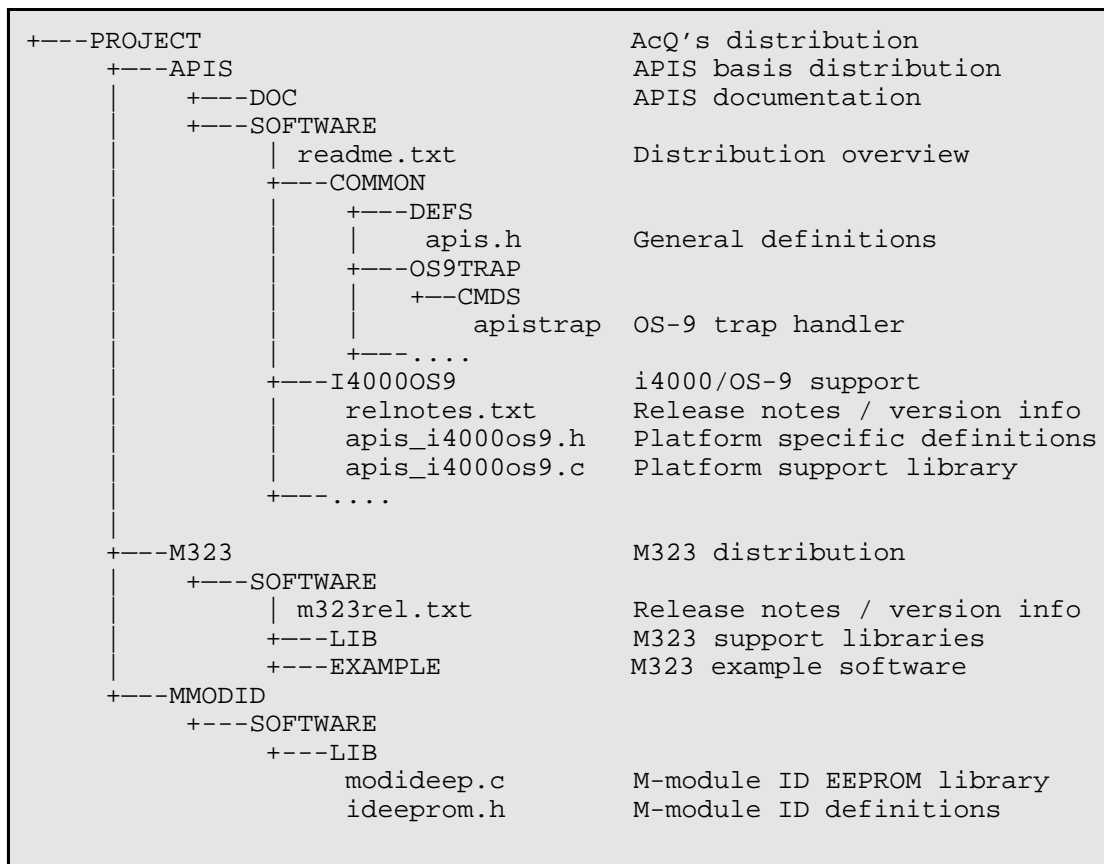 +---PROJECT AcQ's distribution
+---APIS APIS basis distribution
| +---DOC APIS documentation
| +---SOFTWARE
| | readme.txt Distribution overview
| +---COMMON
| | +---DEFS
| | | apis.h General definitions
| | +---OS9TRAP
| | | +--CMDS
| | | apistrap OS-9 trap handler
| | +---....
| +---I4000OS9 i4000/OS-9 support
| | relnotes.txt Release notes / version info
| | apis_i4000os9.h Platform specific definitions
| | apis_i4000os9.c Platform support library
| +---....
|
+---M323 M323 distribution
| +---SOFTWARE
| | m323rel.txt Release notes / version info
| +---LIB M323 support libraries
| +---EXAMPLE M323 example software
+---MMODID
+---SOFTWARE
+---LIB
modideep.c M-module ID EEPROM library
ideeprom.h M-module ID definitions